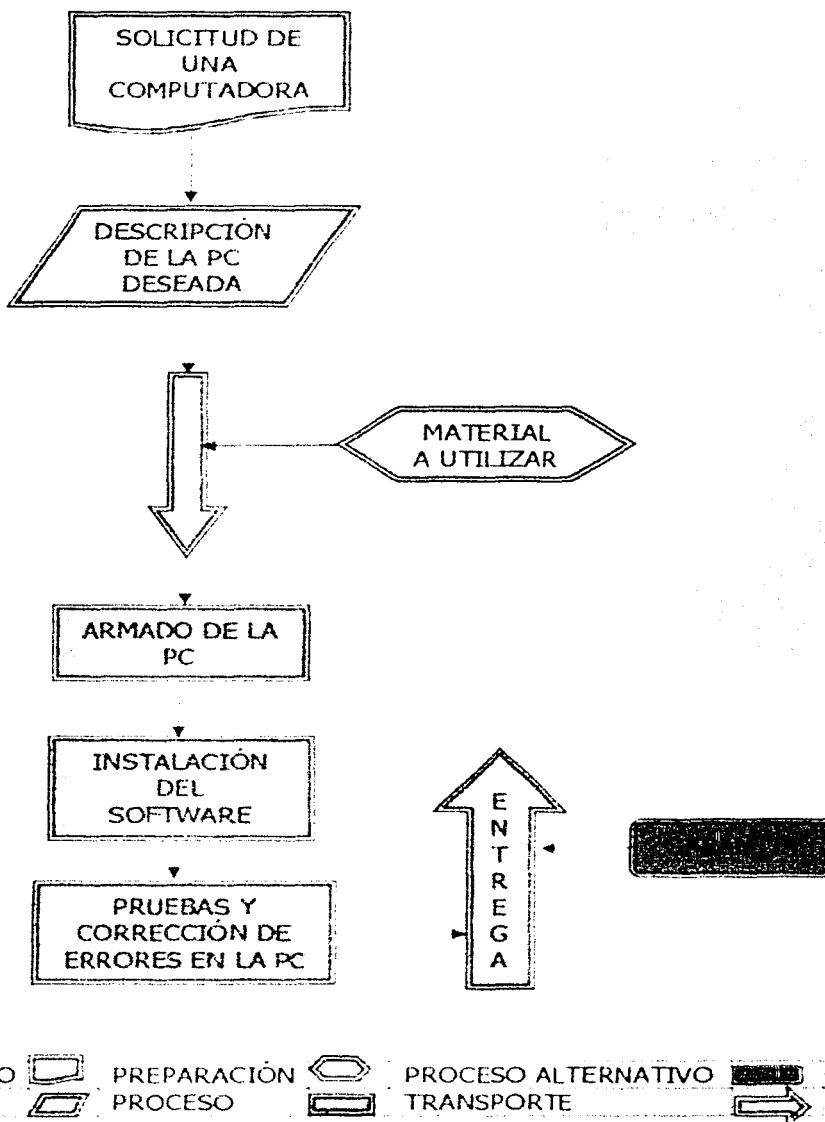 SOLICITUD DE
UNA
COMPUTADORA
DESCRIPCIÓN
DE LA PC
DESEADA
MATERIAL
A UTILIZAR
ARMADO DE LA
PC
INSTALACIÓN
DEL
SOFTWARE
PRUEBAS Y
CORRECCIÓN DE
ERRORES EN LA PC
E
N
T
R
E
G
A
O PREPARACIÓN PROCESO ALTERNATIVO
PROCESO TRANSPORTE